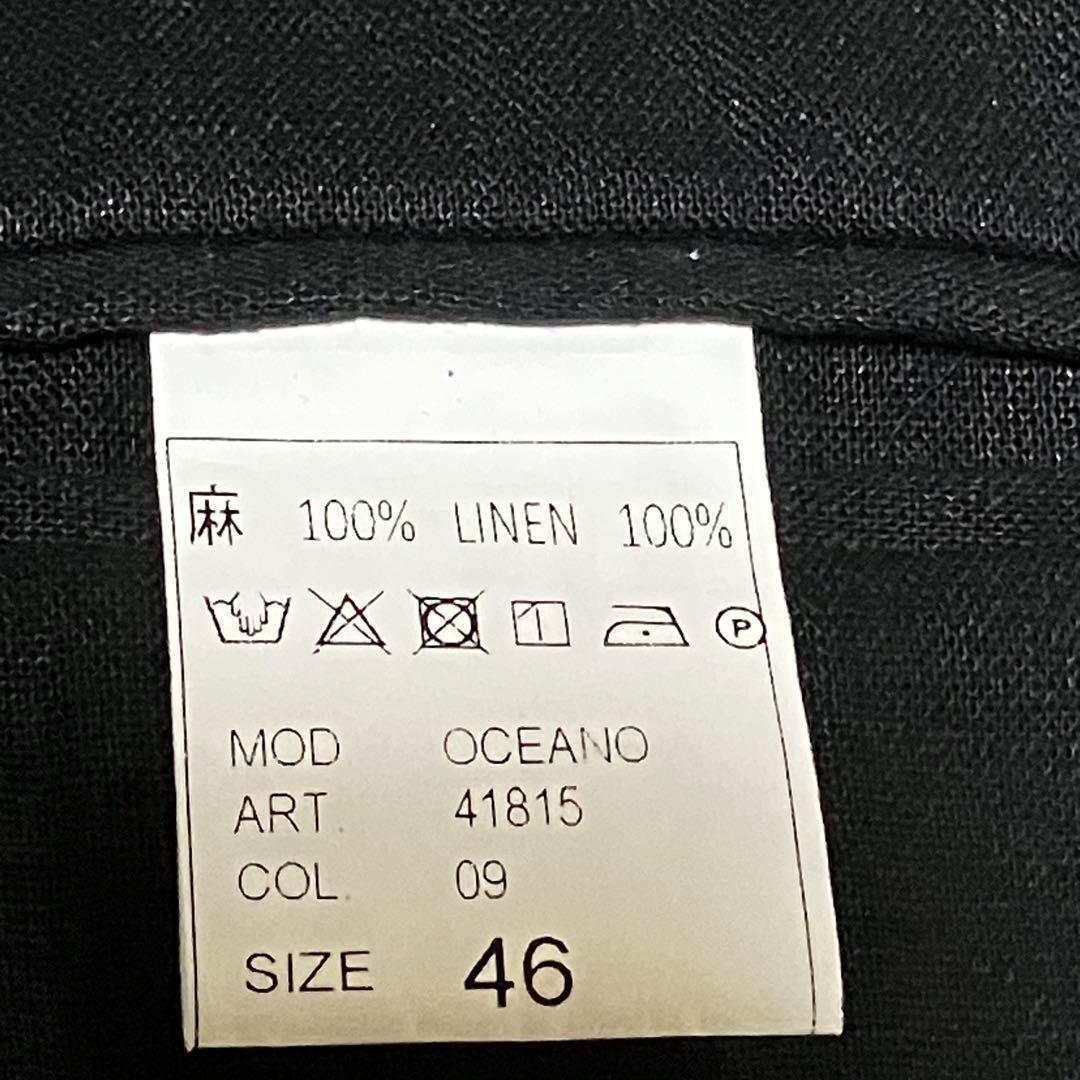 麻 100% LINEN 100%
P
MOD OCEANO
ART. 41815
COL. 09
SIZE 46